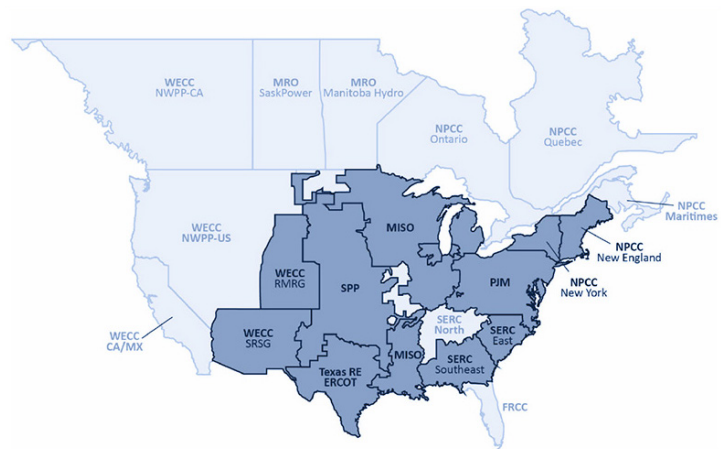 WECC
NWPP-CA
MRO
SaskPower
MRO
Manitoba Hydro
NPCC
Ontario
NPCC
Quebec
NPCC
Maritimes
WECC
NWPP-US
MISO
NPCC
New England
WECC
RMRG
SPP
PJM
NPCC
New York
WECC
CA/MX
WECC
SRSG
SERC
North
SERC
East
MISO
SERC
Southeast
Texas RE
ERCOT
FRCC